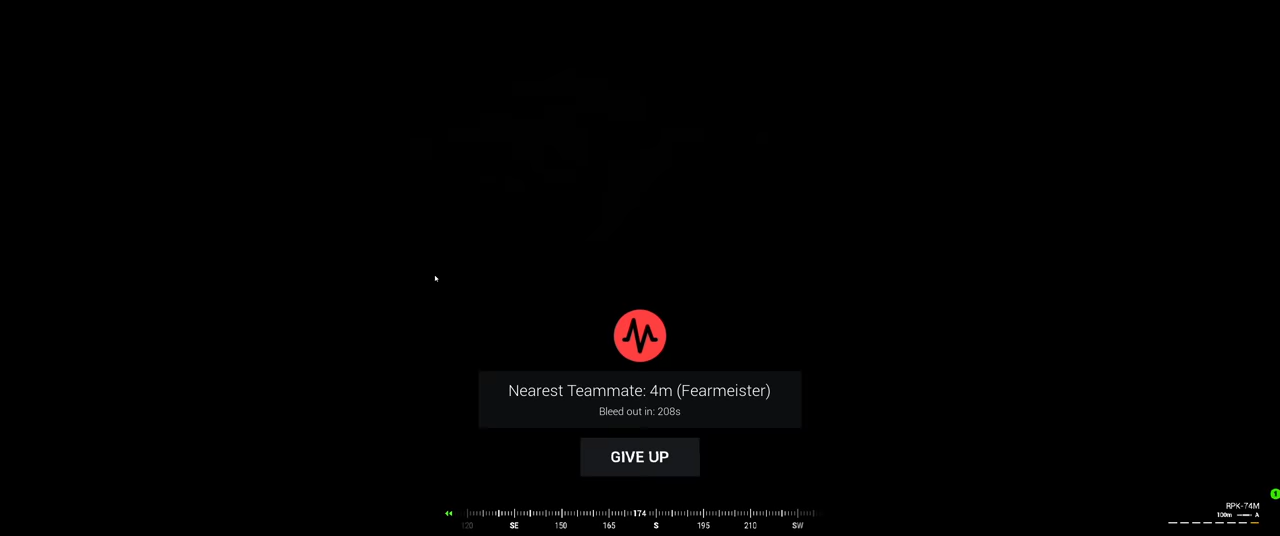 Nearest Teammate: 4m (Fearmeister)
Bleed out in: 208s
GIVE UP
174
120 SE 150 165 S 195 210 SW
1
RPK-74M
100m A